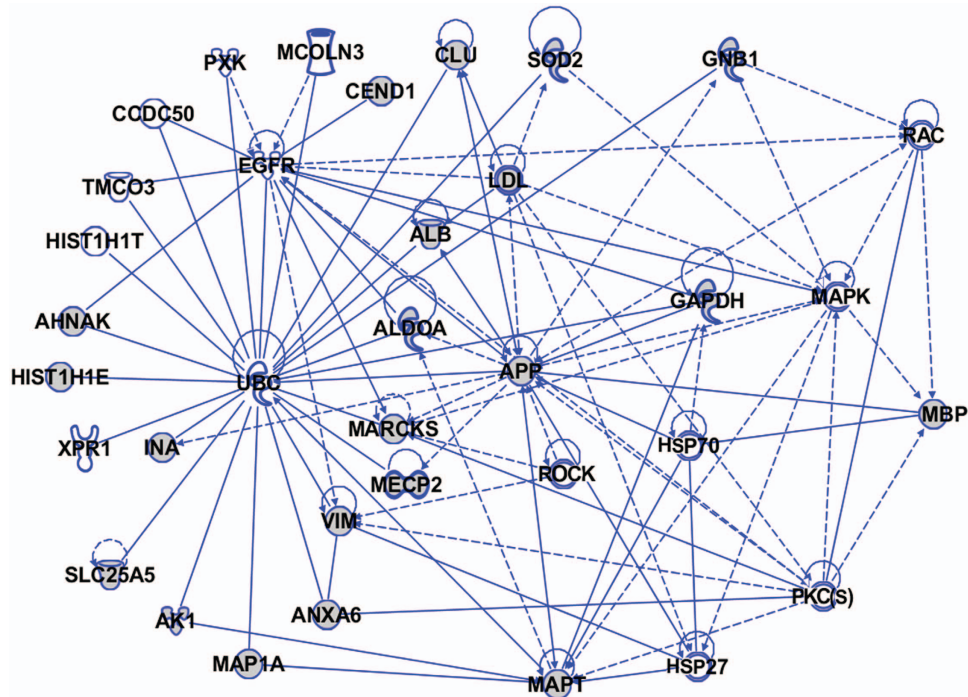 MCOLN3
PXK
CLU
SOD2
GNB1
CEND1
CCDC50
RAC
EGFR
TMCO3
LDL
HIST1H1T
ALB
GAPDH
MAPK
AHNAK
ALDOA
HIST1H1E
UBC
APP
MBP
MARCKS
XPR1
INA
HSP70
ROCK
MECP2
VIM
SLC25A5
PKC(S)
AK1
ANXA6
MAP1A
HSP27
MAPT